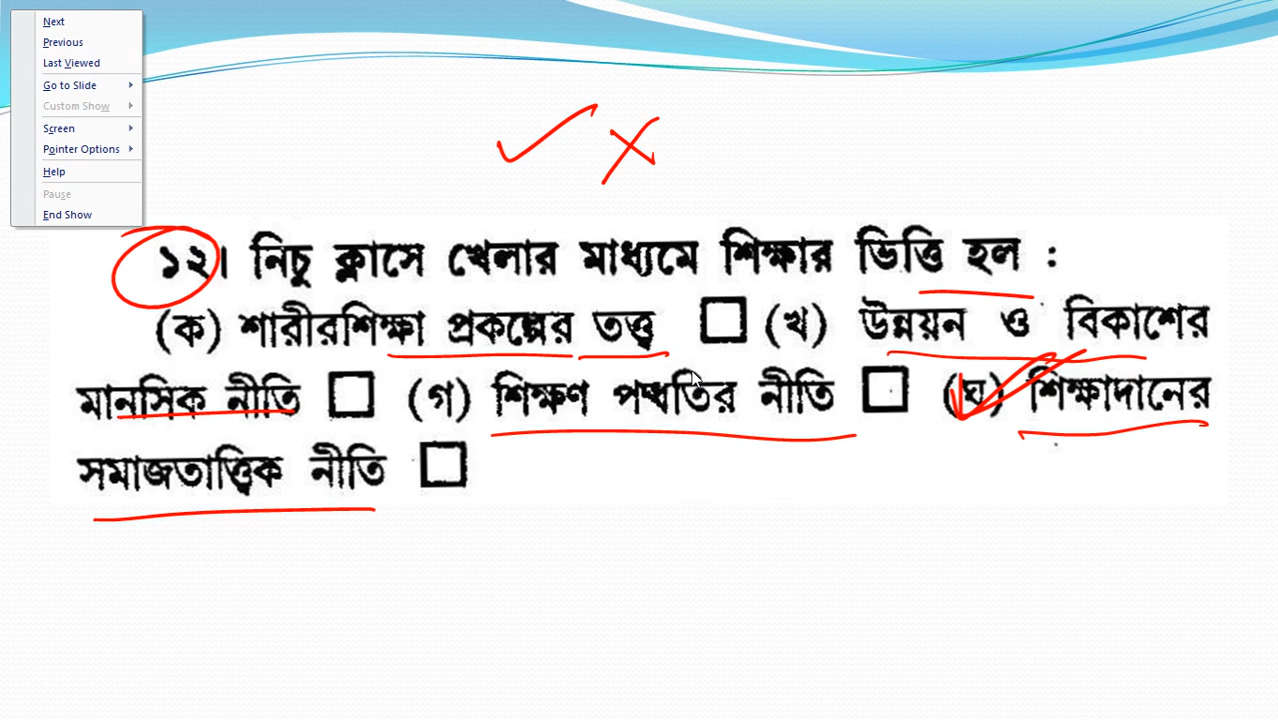 Next
Previous
Last Viewed
Go to Slide
Custom Show
Screen
Pointer Options
Help
Pause
End Show
১২। নিচু ক্লাসে খেলার মাধ্যমে শিক্ষার ভিত্তি হল :
(ক) শারীরশিক্ষা প্রকল্পের তত্ত্ব (খ) উন্নয়ন ও বিকাশের
মানসিক নীতি (গ) শিক্ষণ পদ্ধতির নীতি (ঘ) শিক্ষাদানের
সমাজতাত্ত্বিক নীতি